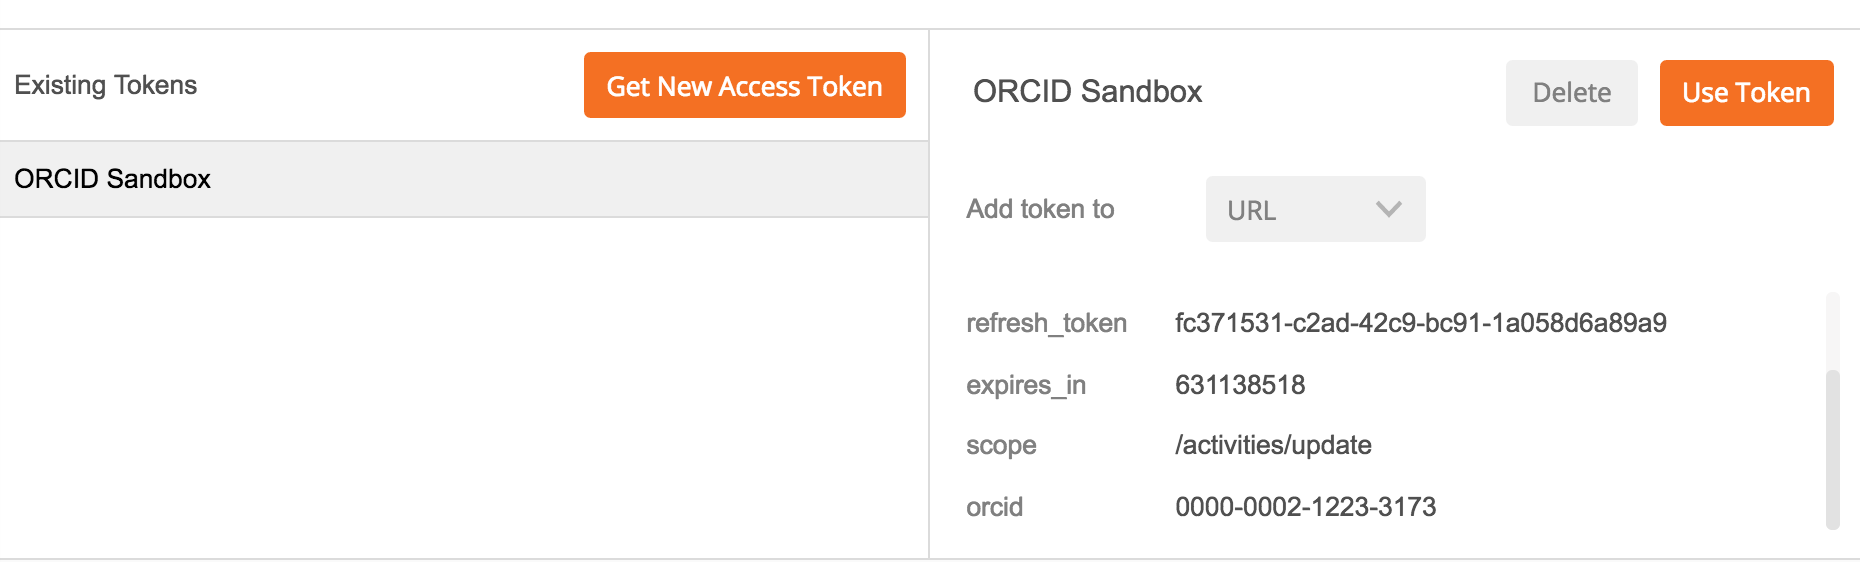 Existing Tokens
Get New Access Token
ORCID Sandbox
ORCID Sandbox
Delete
Use Token
Add token to
URL
refresh_token fc371531-c2ad-42c9-bc91-1a058d6a89a9
expires_in 631138518
scope /activities/update
orcid 0000-0002-1223-3173